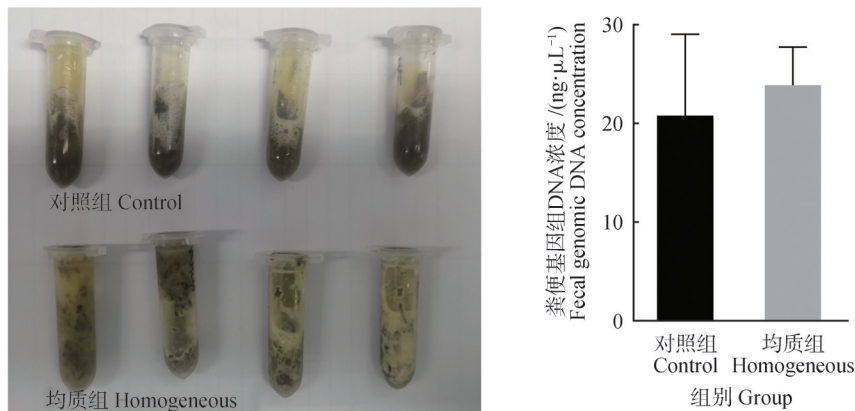 对照组 Control
均质组 Homogeneous
粪便基因组DNA浓度 /(ng·μL⁻¹)
Fecal genomic DNA concentration
30
20
10
0
对照组
Control
均质组
Homogeneous
组别 Group